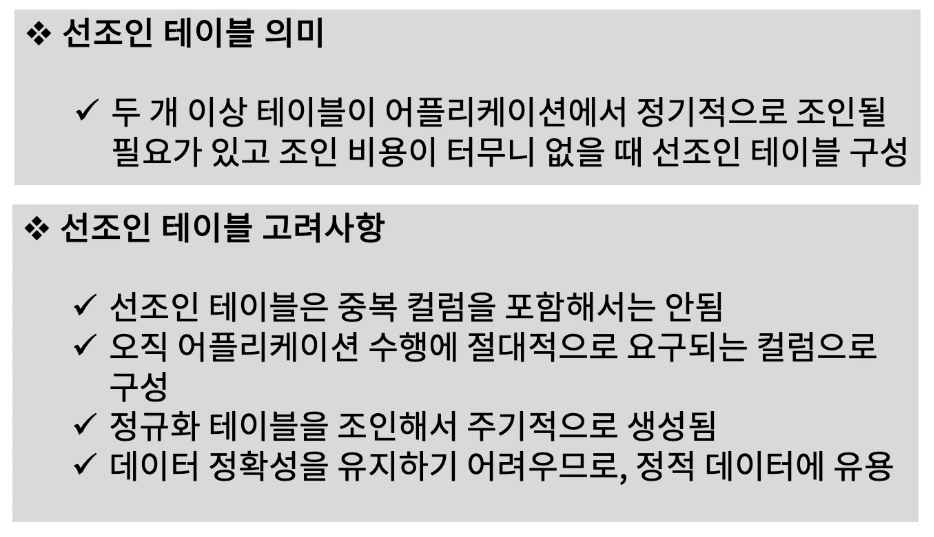 ❖ 선조인 테이블 의미
✓ 두 개 이상 테이블이 어플리케이션에서 정기적으로 조인될
필요가 있고 조인 비용이 터무니 없을 때 선조인 테이블 구성
❖ 선조인 테이블 고려사항
✓ 선조인 테이블은 중복 컬럼을 포함해서는 안됨
✓ 오직 어플리케이션 수행에 절대적으로 요구되는 컬럼으로
구성
✓ 정규화 테이블을 조인해서 주기적으로 생성됨
✓ 데이터 정확성을 유지하기 어려우므로, 정적 데이터에 유용